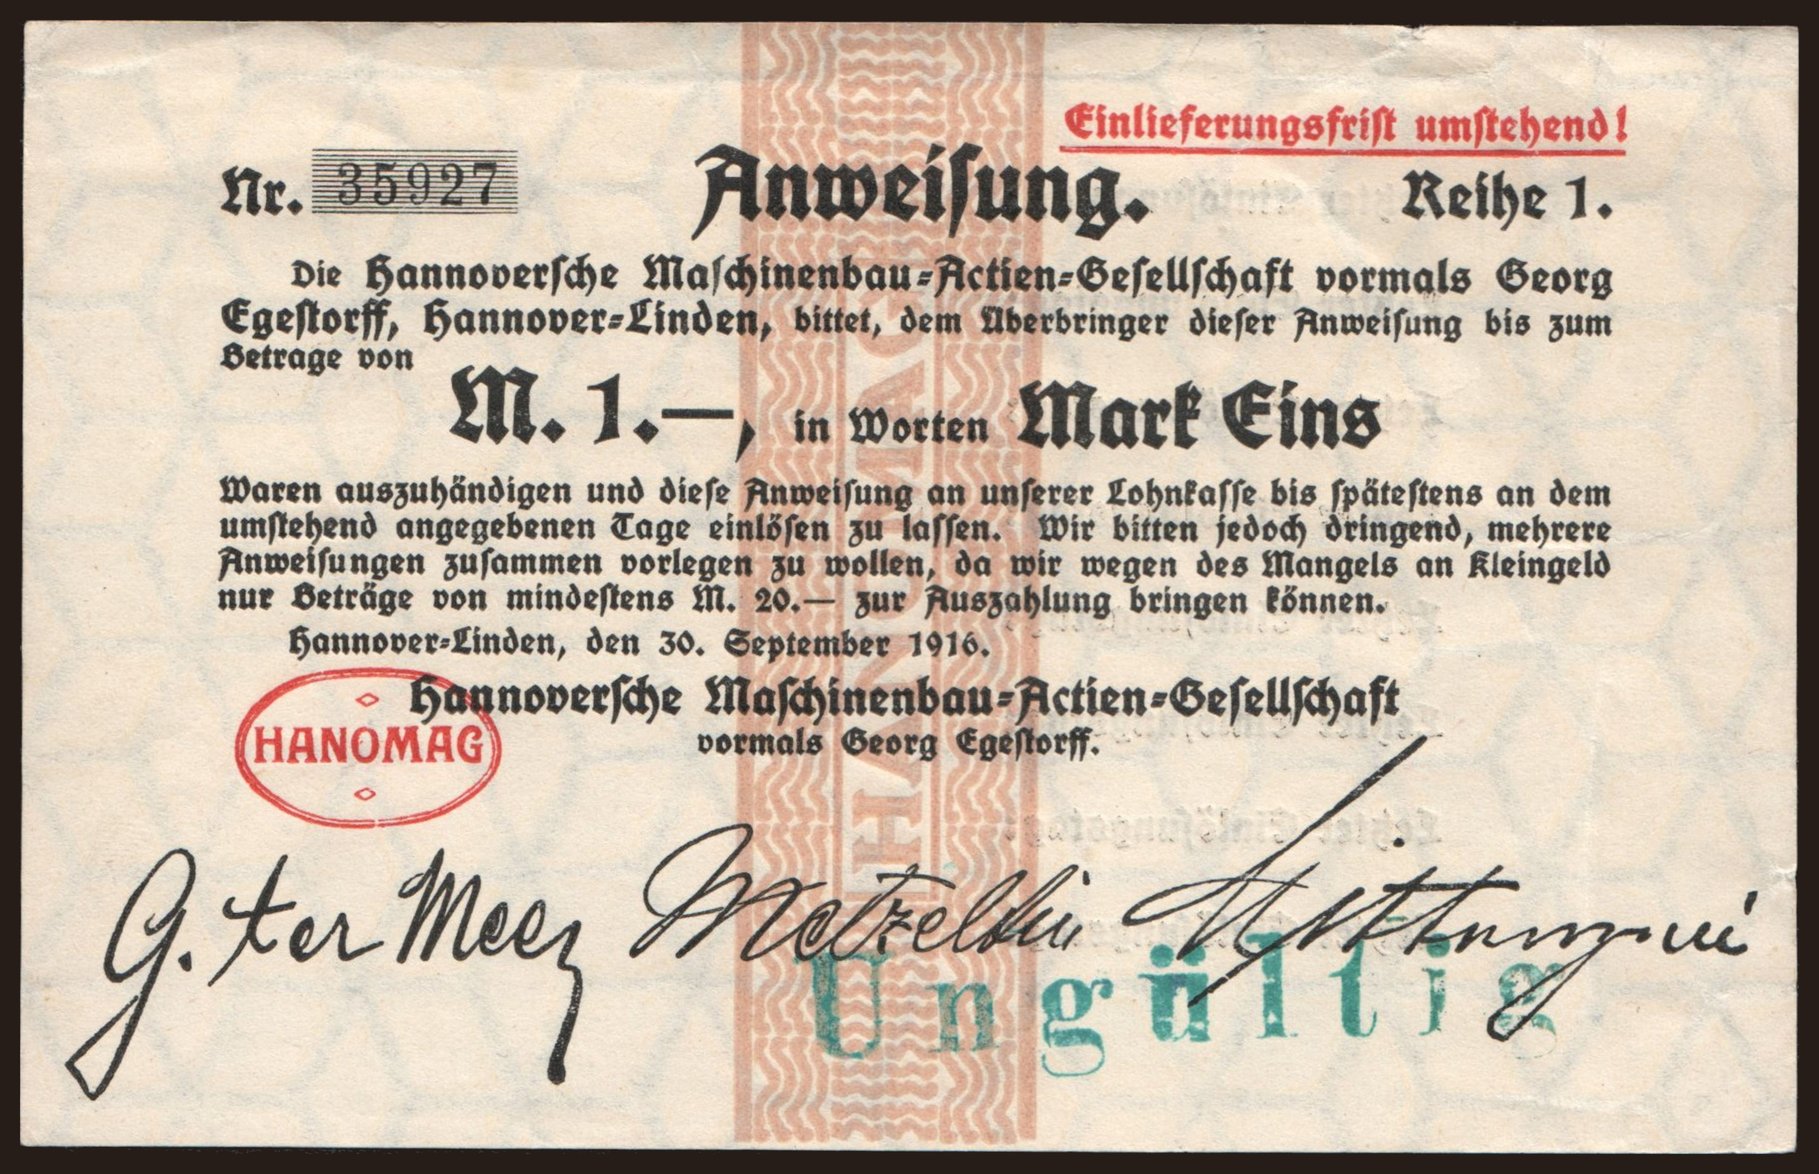 Einlieferungsfrist umstehend!
Nr. 35927
Anweisung.
Reihe 1.
Die Hannoversche Maschinenbau-Actien-Gesellschaft vormals Georg
Egestorff, Hannover-Linden, bittet, dem Überbringer dieser Anweisung bis zum
Betrage von
M. 1.—, in Worten Mark Eins
Waren auszuhändigen und diese Anweisung an unserer Lohnkasse bis spätestens an dem
umstehend angegebenen Tage einlösen zu lassen. Wir bitten jedoch dringend, mehrere
Anweisungen zusammen vorlegen zu wollen, da wir wegen des Mangels an Kleingeld
nur Beträge von mindestens M. 20.— zur Auszahlung bringen können.
Hannover-Linden, den 30. September 1916.
Hannoversche Maschinenbau-Actien-Gesellschaft
vormals Georg Egestorff.
HANOMAG
HANOMAG
G. ter Meer Metzeltin
Ungültig